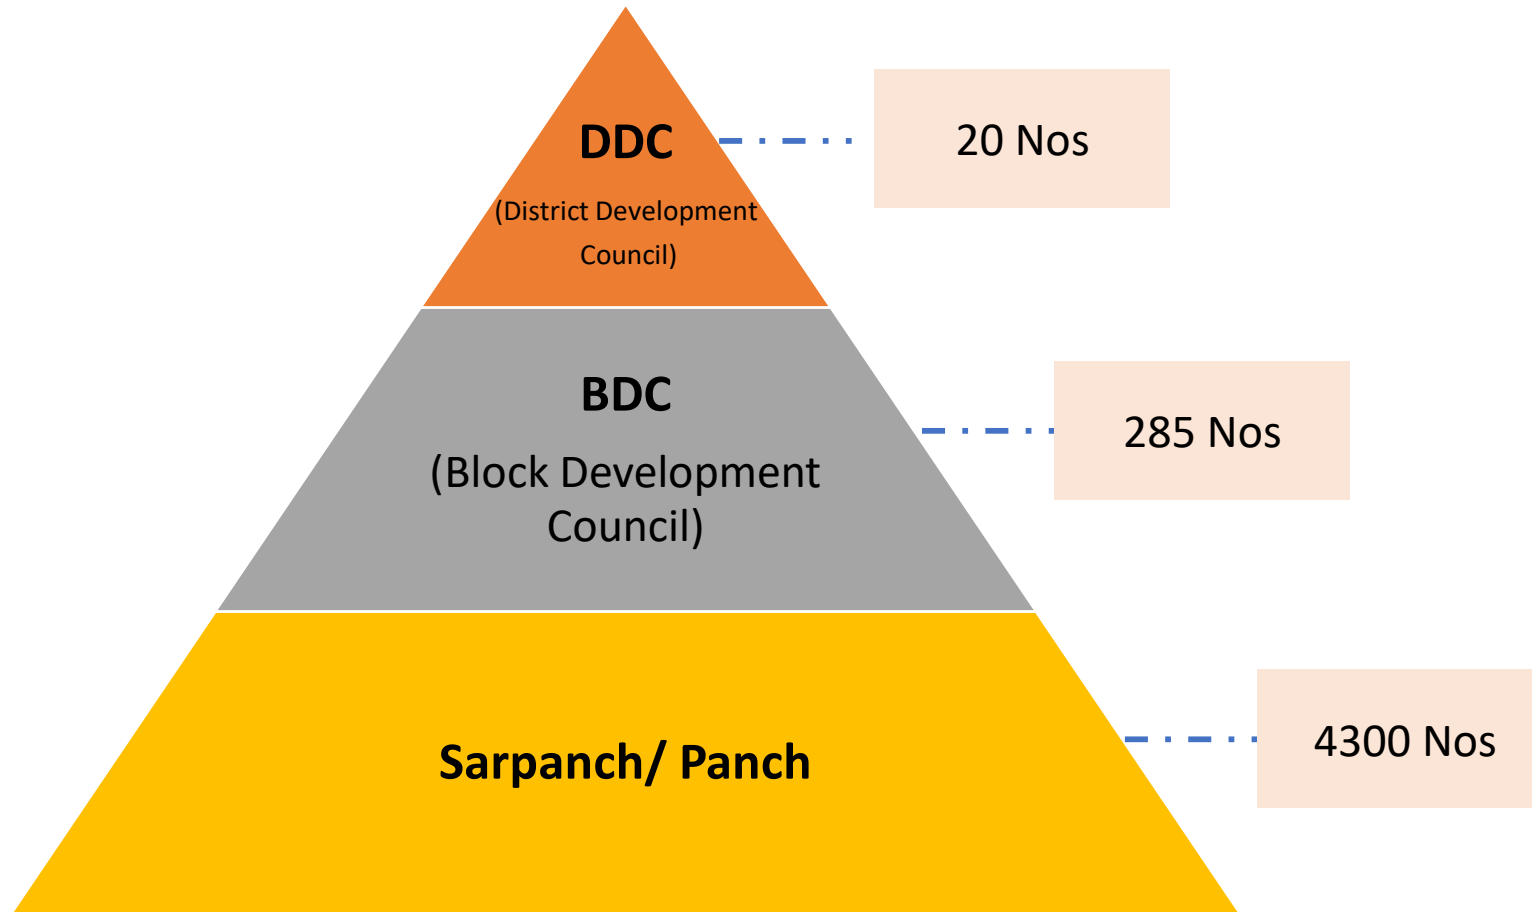 DDC
(District Development
Council)
20 Nos
BDC
(Block Development
Council)
285 Nos
Sarpanch/ Panch
4300 Nos